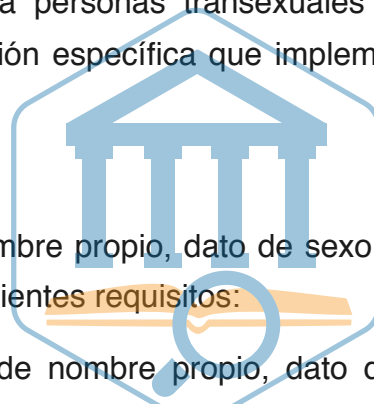 a personas transexuales
ión específica que implem
mbre propio, dato de sexo
ientes requisitos:
de nombre propio, dato d